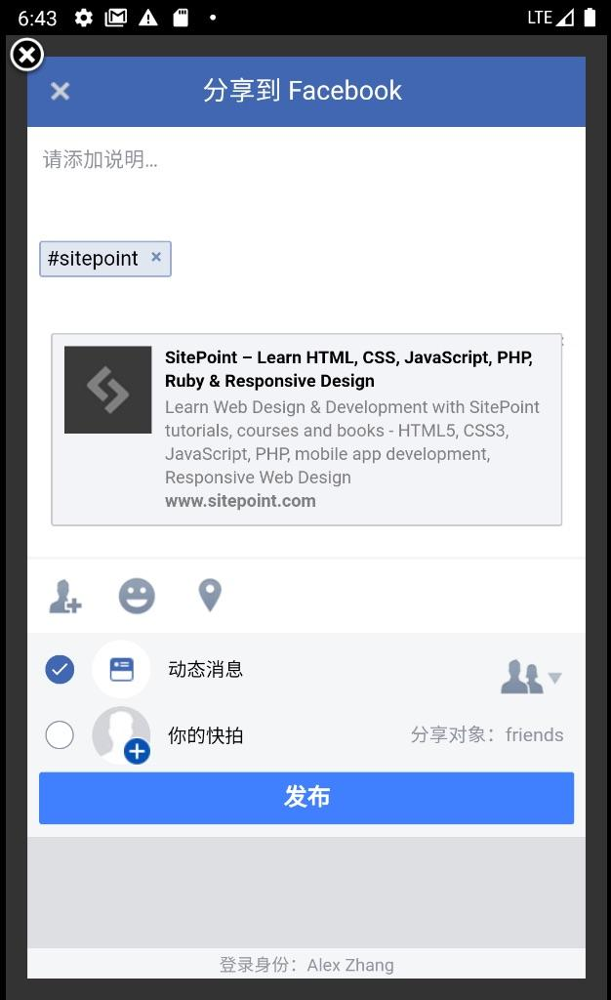 6:43
LTE
分享到 Facebook
请添加说明...
#sitepoint ×
SitePoint – Learn HTML, CSS, JavaScript, PHP,
Ruby & Responsive Design
Learn Web Design & Development with SitePoint
tutorials, courses and books - HTML5, CSS3,
JavaScript, PHP, mobile app development,
Responsive Web Design
www.sitepoint.com
动态消息
你的快拍
分享对象：friends
发布
登录身份：Alex Zhang